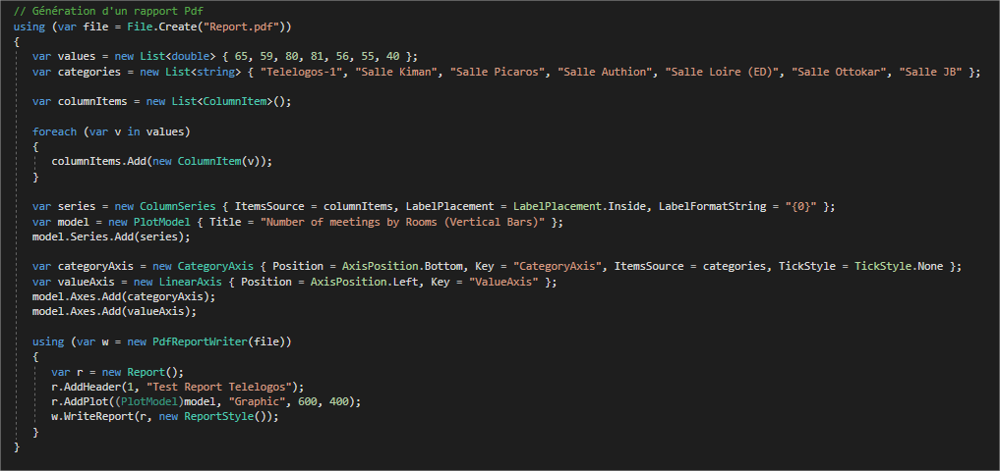 // Génération d'un rapport Pdf
using (var file = File.Create("Report.pdf"))
{
var values = new List<double> { 65, 59, 80, 81, 56, 55, 40 };
var categories = new List<string> { "Telelogos-1", "Salle Kiman", "Salle Picaros", "Salle Authion", "Salle Loire (ED)", "Salle Ottokar", "Salle JB" };
var columnItems = new List<ColumnItem>();
foreach (var v in values)
{
columnItems.Add(new ColumnItem(v));
}
var series = new ColumnSeries { ItemsSource = columnItems, LabelPlacement = LabelPlacement.Inside, LabelFormatString = "{0}" };
var model = new PlotModel { Title = "Number of meetings by Rooms (Vertical Bars)" };
model.Series.Add(series);
var categoryAxis = new CategoryAxis { Position = AxisPosition.Bottom, Key = "CategoryAxis", ItemsSource = categories, TickStyle = TickStyle.None };
var valueAxis = new LinearAxis { Position = AxisPosition.Left, Key = "ValueAxis" };
model.Axes.Add(categoryAxis);
model.Axes.Add(valueAxis);
using (var w = new PdfReportWriter(file))
{
var r = new Report();
r.AddHeader(1, "Test Report Telelogos");
r.AddPlot((PlotModel)model, "Graphic", 600, 400);
w.WriteReport(r, new ReportStyle());
}
}